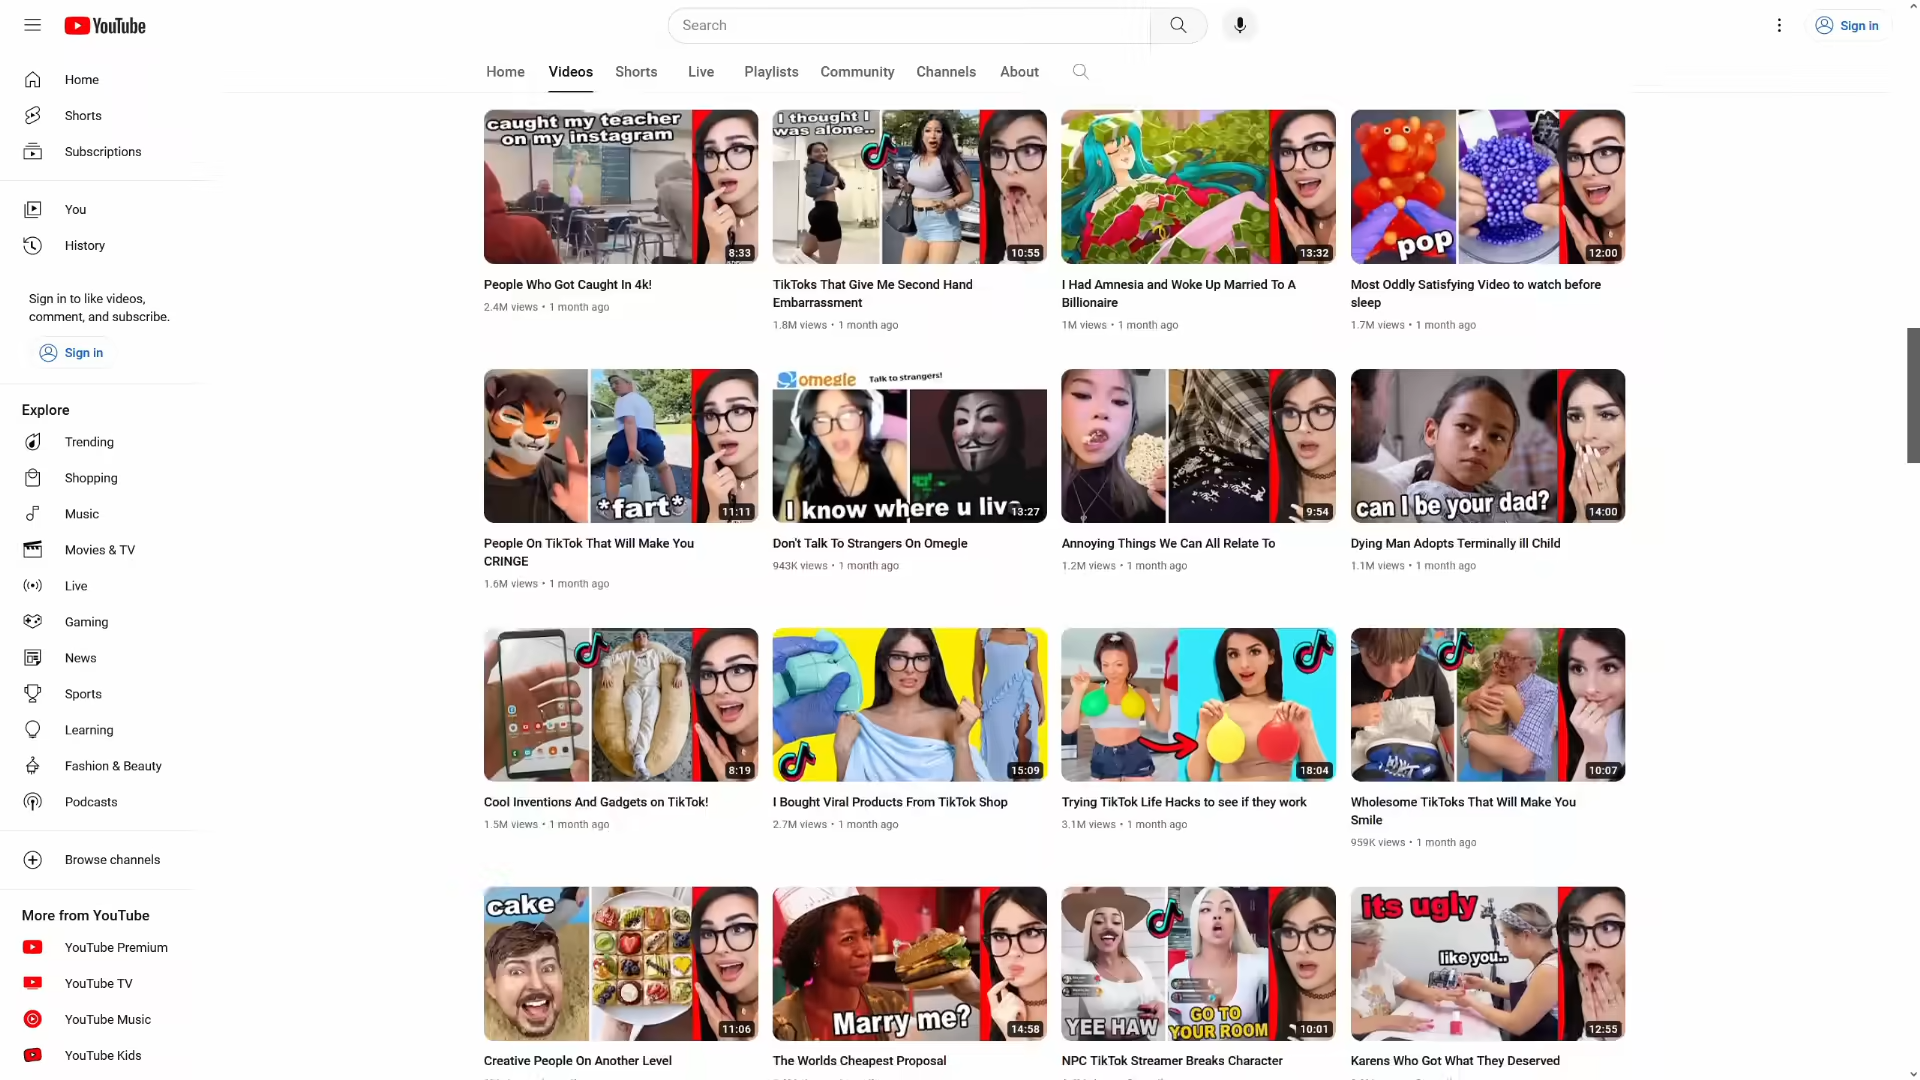 YouTube
Search
Sign in
Home
Shorts
Subscriptions
You
History
Sign in to like videos,
comment, and subscribe.
Sign in
Explore
Trending
Shopping
Music
Movies & TV
Live
Gaming
News
Sports
Learning
Fashion & Beauty
Podcasts
Browse channels
More from YouTube
YouTube Premium
YouTube TV
YouTube Music
YouTube Kids
Home Videos Shorts Live Playlists Community Channels About
caught my teacher
on my instagram
8:33
People Who Got Caught In 4k!
2.4M views • 1 month ago
I thought I
was alone..
10:55
TikToks That Give Me Second Hand
Embarrassment
1.8M views • 1 month ago
13:32
I Had Amnesia and Woke Up Married To A
Billionaire
1M views • 1 month ago
pop
12:00
Most Oddly Satisfying Video to watch before
sleep
1.7M views • 1 month ago
*fart*
11:11
People On TikTok That Will Make You
CRINGE
1.6M views • 1 month ago
omegle Talk to strangers!
I know where u live
13:27
Don't Talk To Strangers On Omegle
943K views • 1 month ago
9:54
Annoying Things We Can All Relate To
1.2M views • 1 month ago
can I be your dad?
14:00
Dying Man Adopts Terminally ill Child
1.1M views • 1 month ago
8:19
Cool Inventions And Gadgets on TikTok!
1.5M views • 1 month ago
15:09
I Bought Viral Products From TikTok Shop
2.7M views • 1 month ago
18:04
Trying TikTok Life Hacks to see if they work
3.1M views • 1 month ago
10:07
Wholesome TikToks That Will Make You
Smile
959K views • 1 month ago
cake
11:06
Creative People On Another Level
Marry me?
14:58
The Worlds Cheapest Proposal
YEE HAW
GO TO
YOUR ROOM
10:01
NPC TikTok Streamer Breaks Character
its ugly
like you..
12:55
Karens Who Got What They Deserved